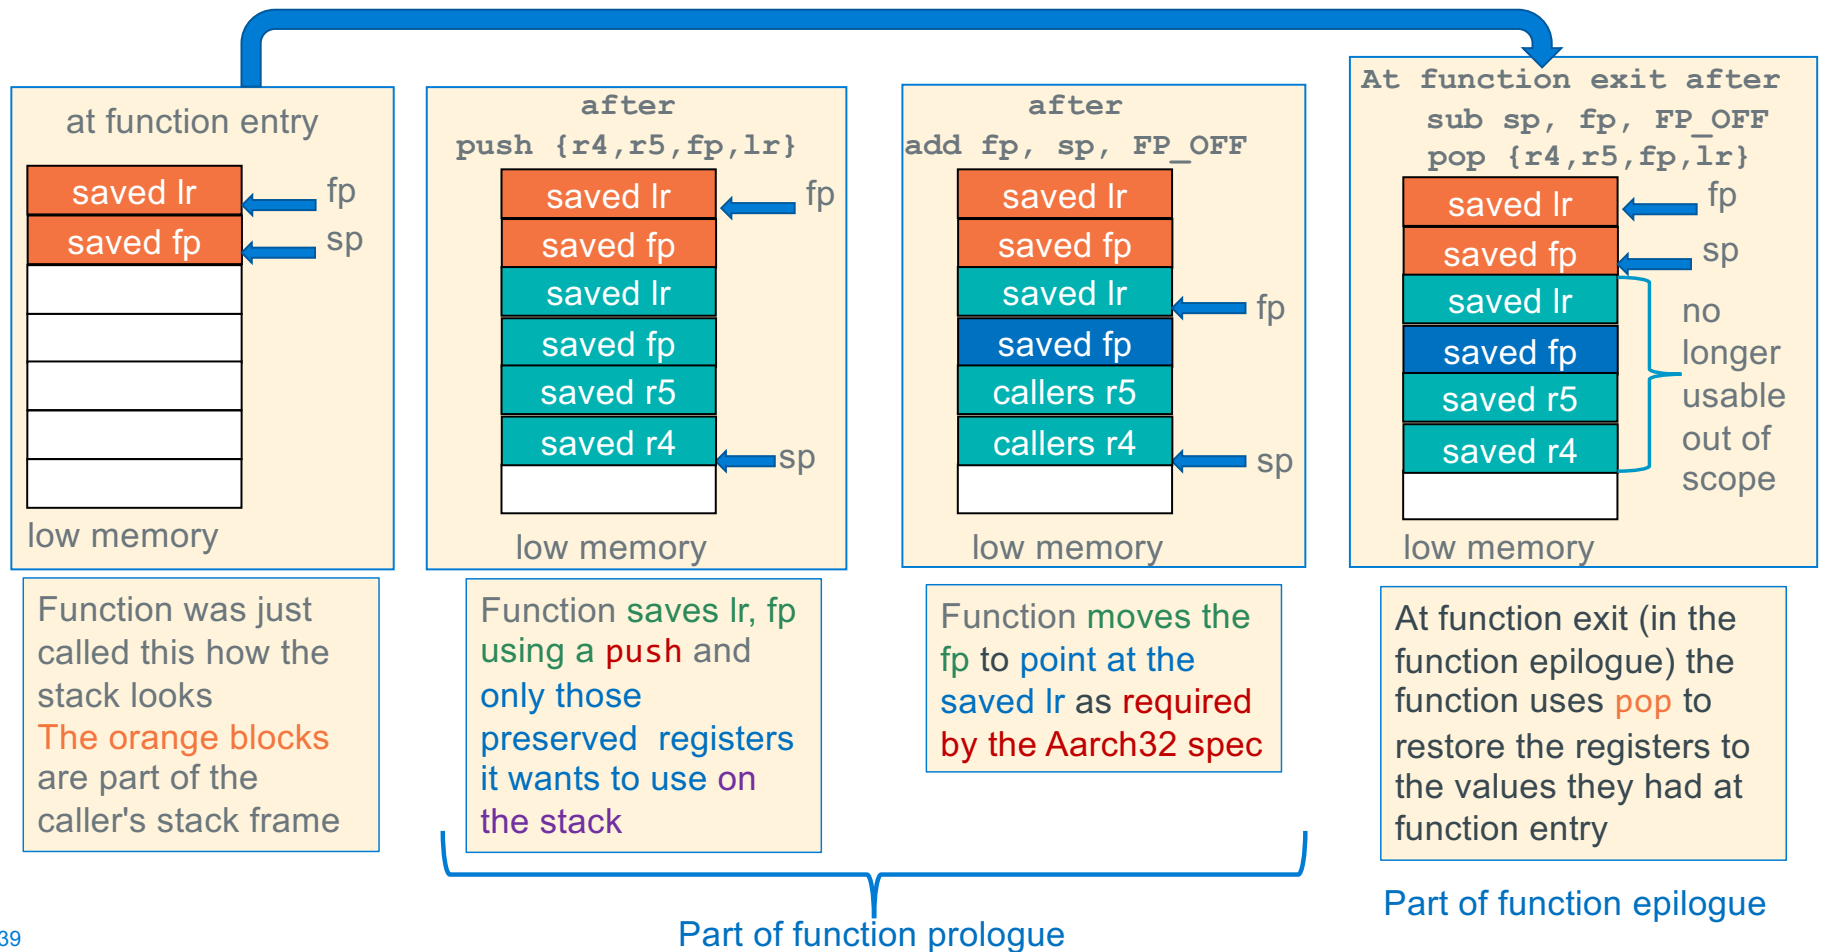 at function entry
saved lr
fp
saved fp
sp
low memory
Function was just
called this how the
stack looks
The orange blocks
are part of the
caller's stack frame
after
push {r4,r5,fp,lr}
saved lr
fp
saved fp
saved lr
saved fp
saved r5
saved r4
sp
low memory
Function saves lr, fp
using a push and
only those
preserved registers
it wants to use on
the stack
after
add fp, sp, FP_OFF
saved lr
saved fp
saved lr
fp
saved fp
callers r5
callers r4
sp
low memory
Function moves the
fp to point at the
saved lr as required
by the Aarch32 spec
Part of function prologue
At function exit after
sub sp, fp, FP_OFF
pop {r4,r5,fp,lr}
saved lr
fp
saved fp
sp
saved lr
saved fp
saved r5
saved r4
no
longer
usable
out of
scope
low memory
At function exit (in the
function epilogue) the
function uses pop to
restore the registers to
the values they had at
function entry
Part of function epilogue
39